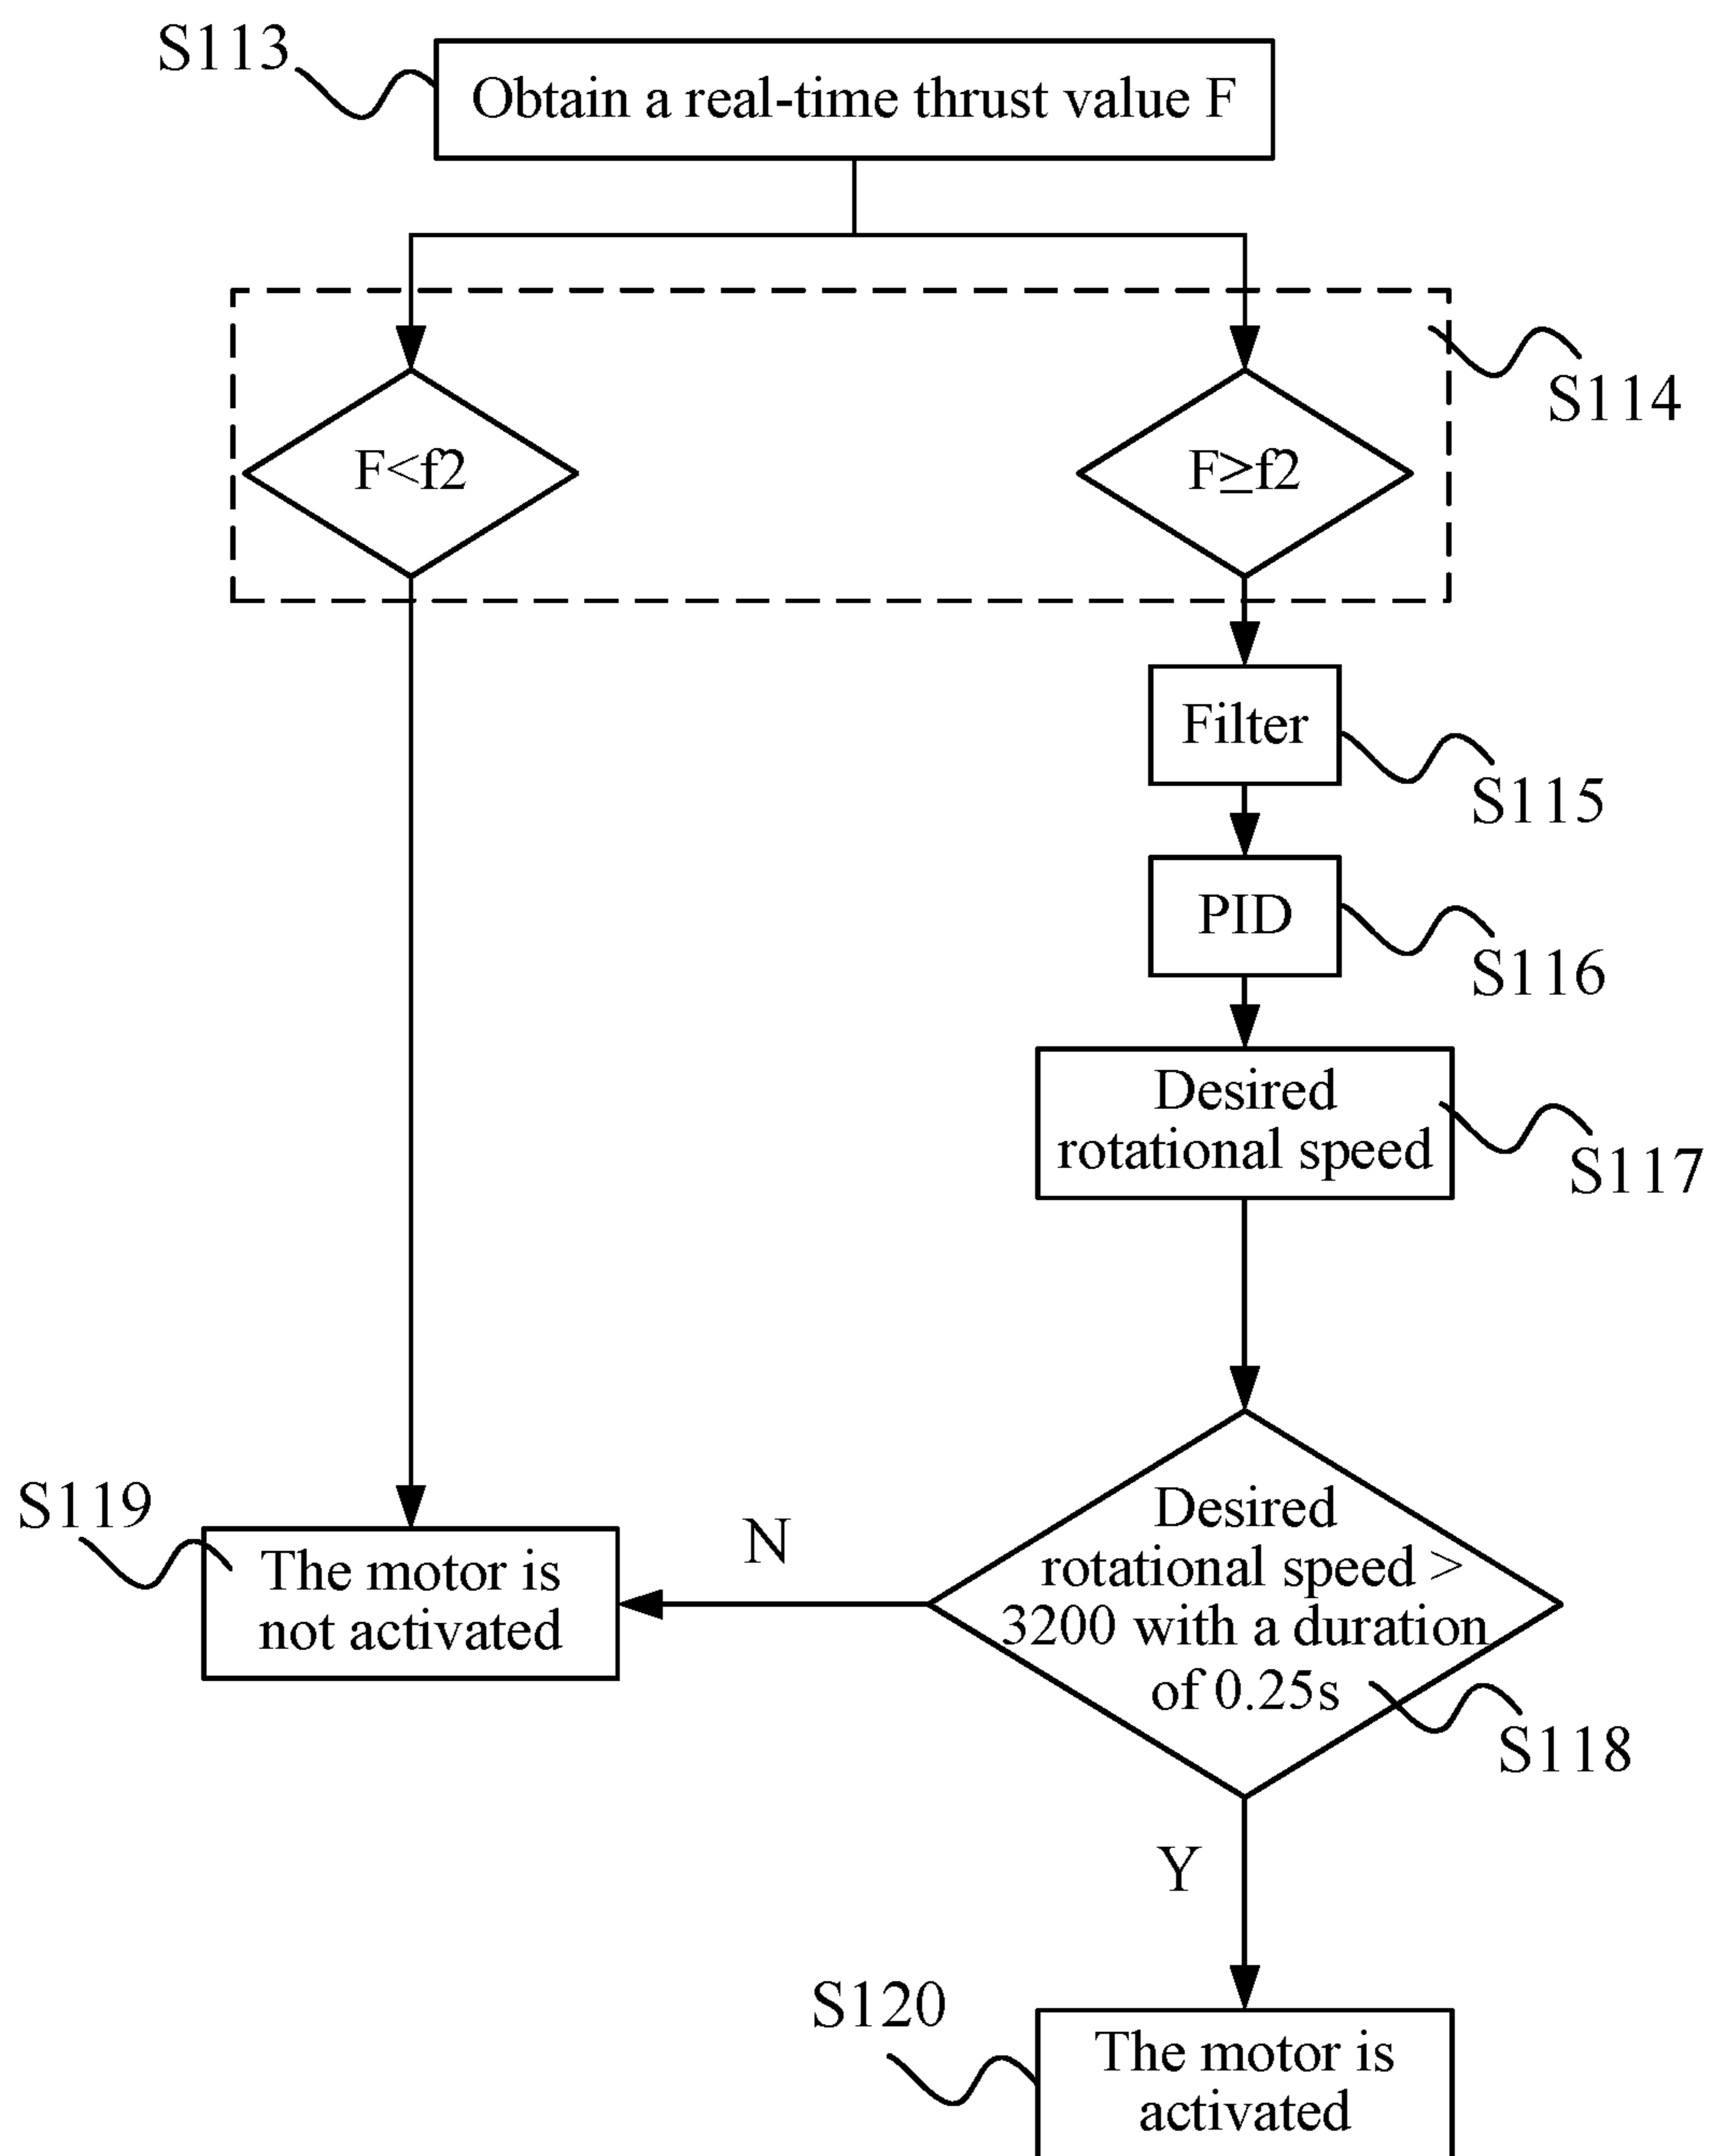 S113
Obtain a real-time thrust value F
S114
F<f2
F≥f2
Filter
S115
PID
S116
Desired
rotational speed
S117
S119
The motor is
not activated
N
Desired
rotational speed >
3200 with a duration
of 0.25s
S118
Y
S120
The motor is
activated